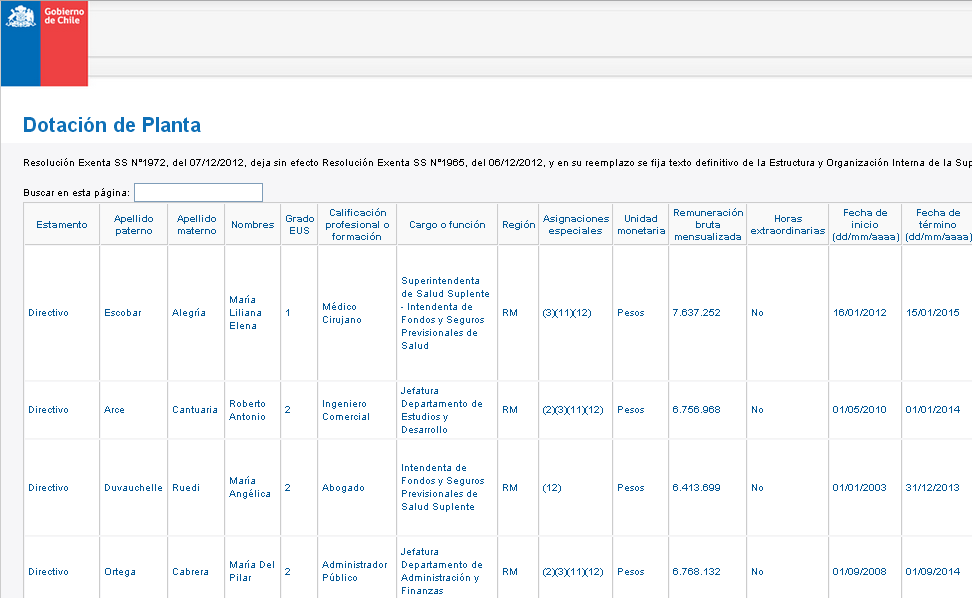 Gobierno
de Chile
Dotación de Planta
Resolución Exenta SS Nº1972, del 07/12/2012, deja sin efecto Resolución Exenta SS Nº1965, del 06/12/2012, y en su reemplazo se fija texto definitivo de la Estructura y Organización Interna de la Sup
Buscar en esta página:
Estamento Apellido paterno Apellido materno Nombres Grado EUS Calificación profesional o formación Cargo o función Región Asignaciones especiales Unidad monetaria Remuneración bruta mensualizada Horas extraordinarias Fecha de inicio (dd/mm/aaaa) Fecha de término (dd/mm/aaaa)
Directivo Escobar Alegría María Liliana Elena 1 Médico Cirujano Superintendenta de Salud Suplente - Intendenta de Fondos y Seguros Previsionales de Salud RM (3)(11)(12) Pesos 7.637.252 No 16/01/2012 15/01/2015
Directivo Arce Cantuaria Roberto Antonio 2 Ingeniero Comercial Jefatura Departamento de Estudios y Desarrollo RM (2)(3)(11)(12) Pesos 6.756.968 No 01/05/2010 01/01/2014
Directivo Duvauchelle Ruedi María Angélica 2 Abogado Intendenta de Fondos y Seguros Previsionales de Salud Suplente RM (12) Pesos 6.413.699 No 01/01/2003 31/12/2013
Directivo Ortega Cabrera María Del Pilar 2 Administrador Público Jefatura Departamento de Administración y Finanzas RM (2)(3)(11)(12) Pesos 6.768.132 No 01/09/2008 01/09/2014